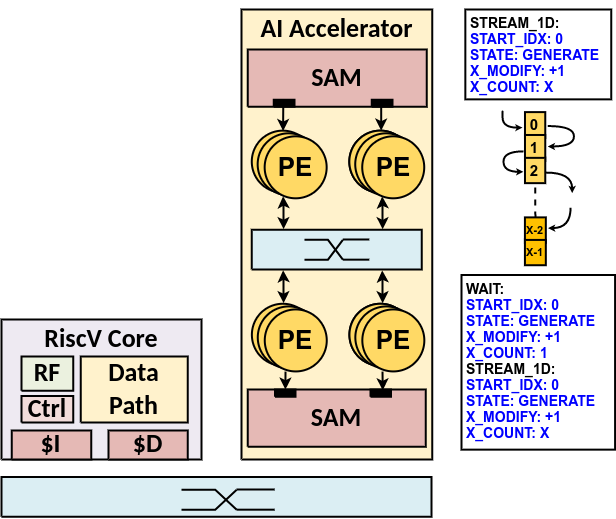 AI Accelerator
SAM
PE
PE
PE
PE
SAM
RiscV Core
RF
Data
Path
Ctrl
$I
$D
STREAM_1D:
START_IDX: 0
STATE: GENERATE
X_MODIFY: +1
X_COUNT: X
0
1
2
X-2
X-1
WAIT:
START_IDX: 0
STATE: GENERATE
X_MODIFY: +1
X_COUNT: 1
STREAM_1D:
START_IDX: 0
STATE: GENERATE
X_MODIFY: +1
X_COUNT: X